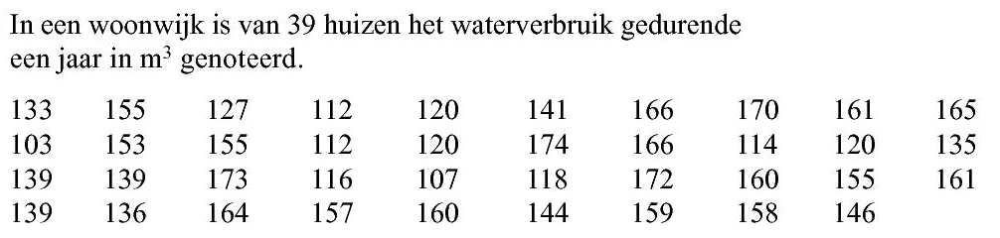 In een woonwijk is van 39 huizen het waterverbruik gedurende
een jaar in m³ genoteerd.
133 155 127 112 120 141 166 170 161 165
103 153 155 112 120 174 166 114 120 135
139 139 173 116 107 118 172 160 155 161
139 136 164 157 160 144 159 158 146